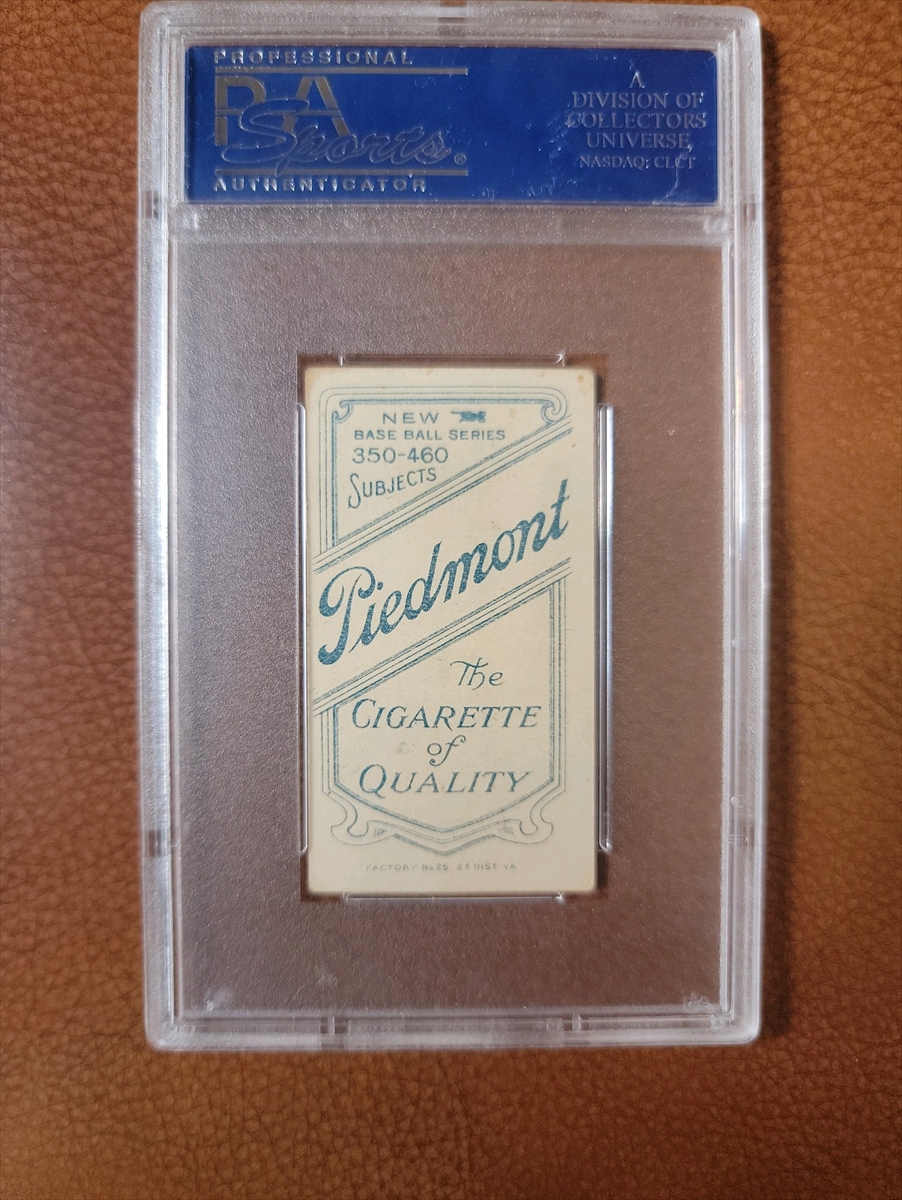 PROFESSIONAL
PSA
Sports®
AUTHENTICATOR
A
DIVISION OF
COLLECTORS
UNIVERSE
NASDAQ: CLCT
NEW
BASE BALL SERIES
350-460
SUBJECTS
Piedmont
The
CIGARETTE
of
QUALITY
FACTORY No 25. 2d DIST VA.